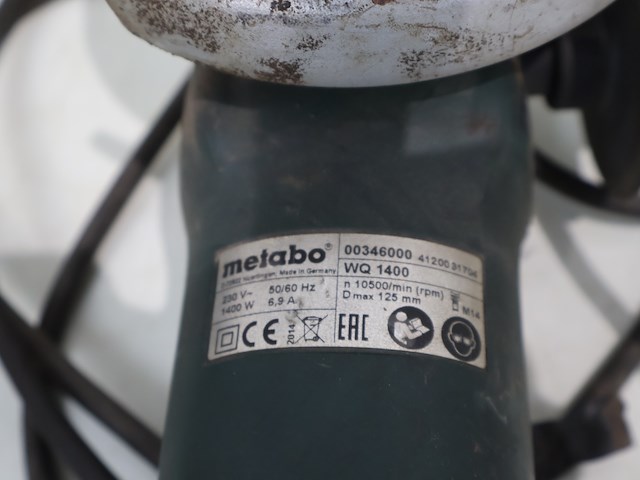 metabo®
00346000 41200
Nuertingen, Made in Germany
WQ 1400
230 V~ 50/60 Hz
1400 W 6,9 A
n 10500/min (rpm)
D max 125 mm
M14
CE
2014
EAC